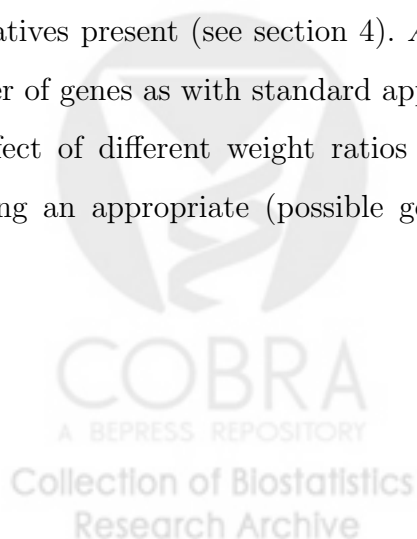 atives present (see section 4). A
er of genes as with standard app
fect of different weight ratios
ng an appropriate (possible ge
COBRA
A BEPRESS REPOSITORY
Collection of Biostatistics
Research Archive